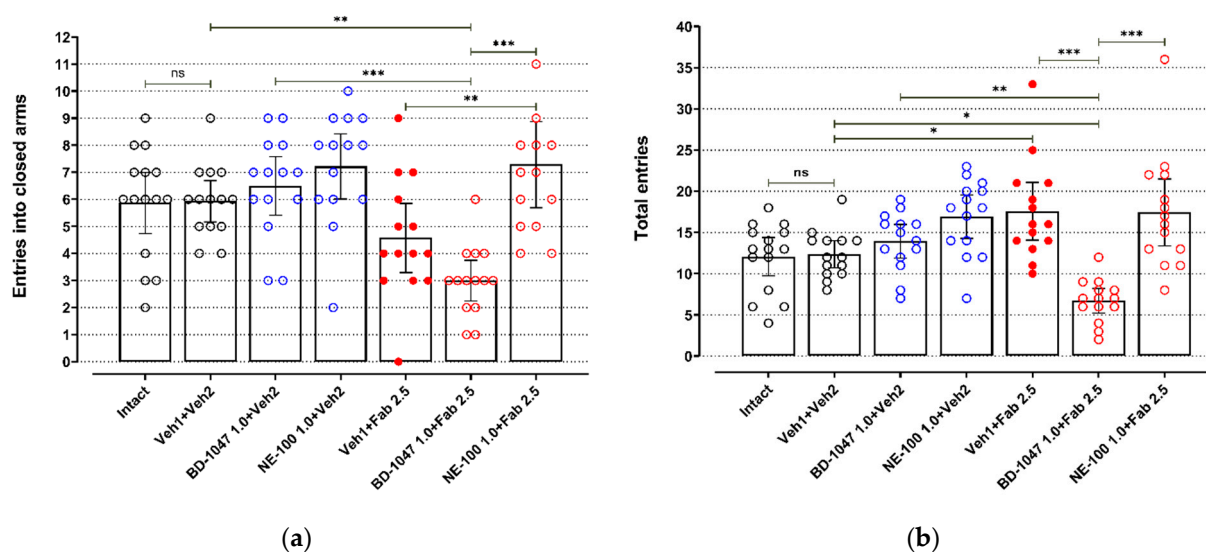 **
12
11
***
10
ns
***
9
**
8
7
6
5
4
3
2
1
0
Entries into closed arms
Intact
Veh1+Veh2
BD-1047 1.0+Veh2
NE-100 1.0+Veh2
Veh1+Fab 2.5
BD-1047 1.0+Fab 2.5
NE-100 1.0+Fab 2.5
(a)
40
***
***
35
**
30
*
*
25
ns
20
15
10
5
0
Total entries
Intact
Veh1+Veh2
BD-1047 1.0+Veh2
NE-100 1.0+Veh2
Veh1+Fab 2.5
BD-1047 1.0+Fab 2.5
NE-100 1.0+Fab 2.5
(b)